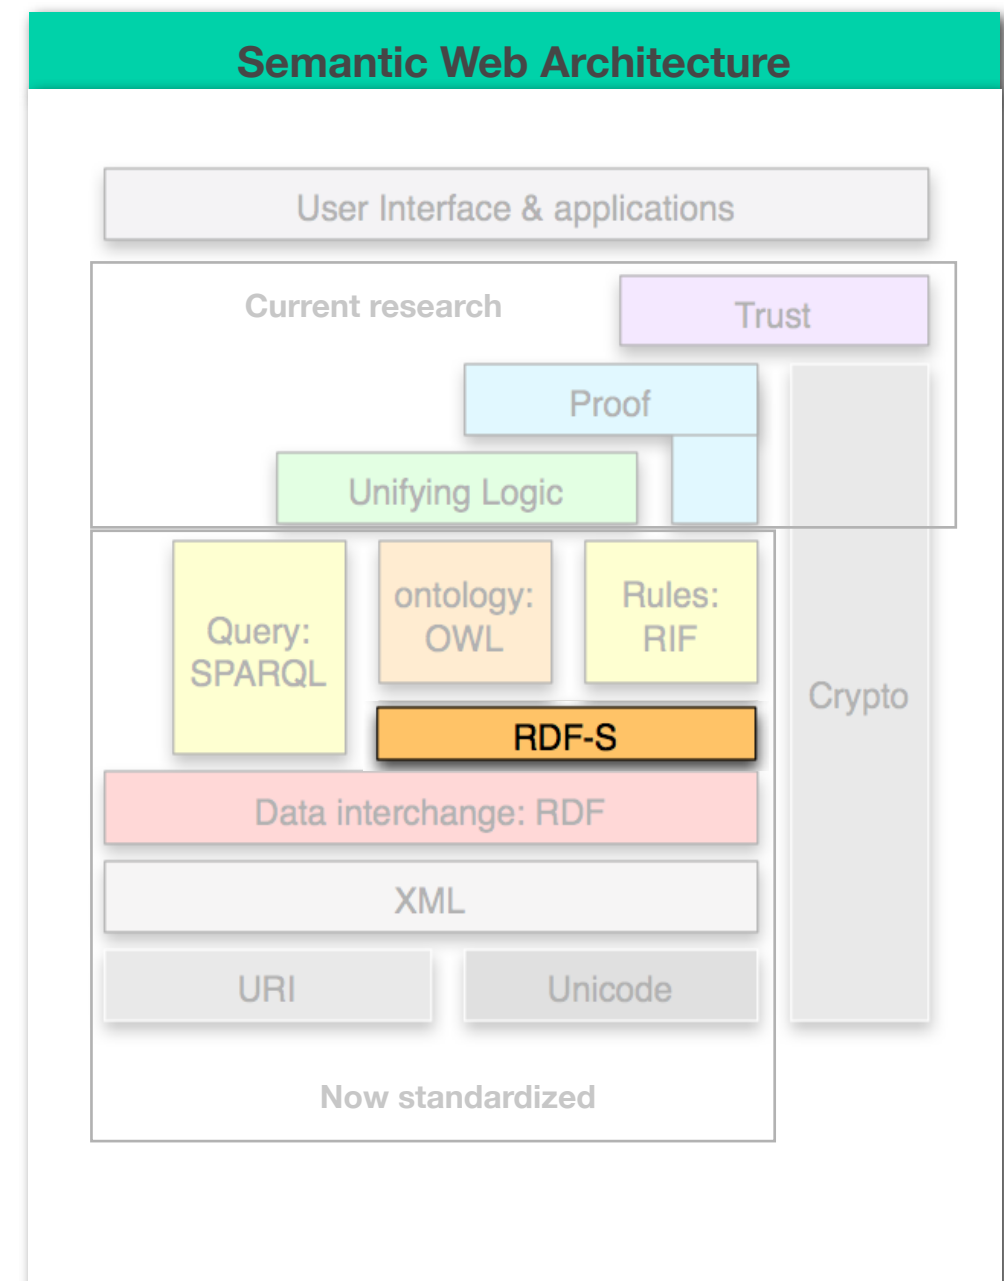 Semantic Web Architecture
User Interface & applications
Current research
Trust
Proof
Unifying Logic
Query:
SPARQL
ontology:
OWL
Rules:
RIF
Crypto
RDF-S
Data interchange: RDF
XML
URI
Unicode
Now standardized